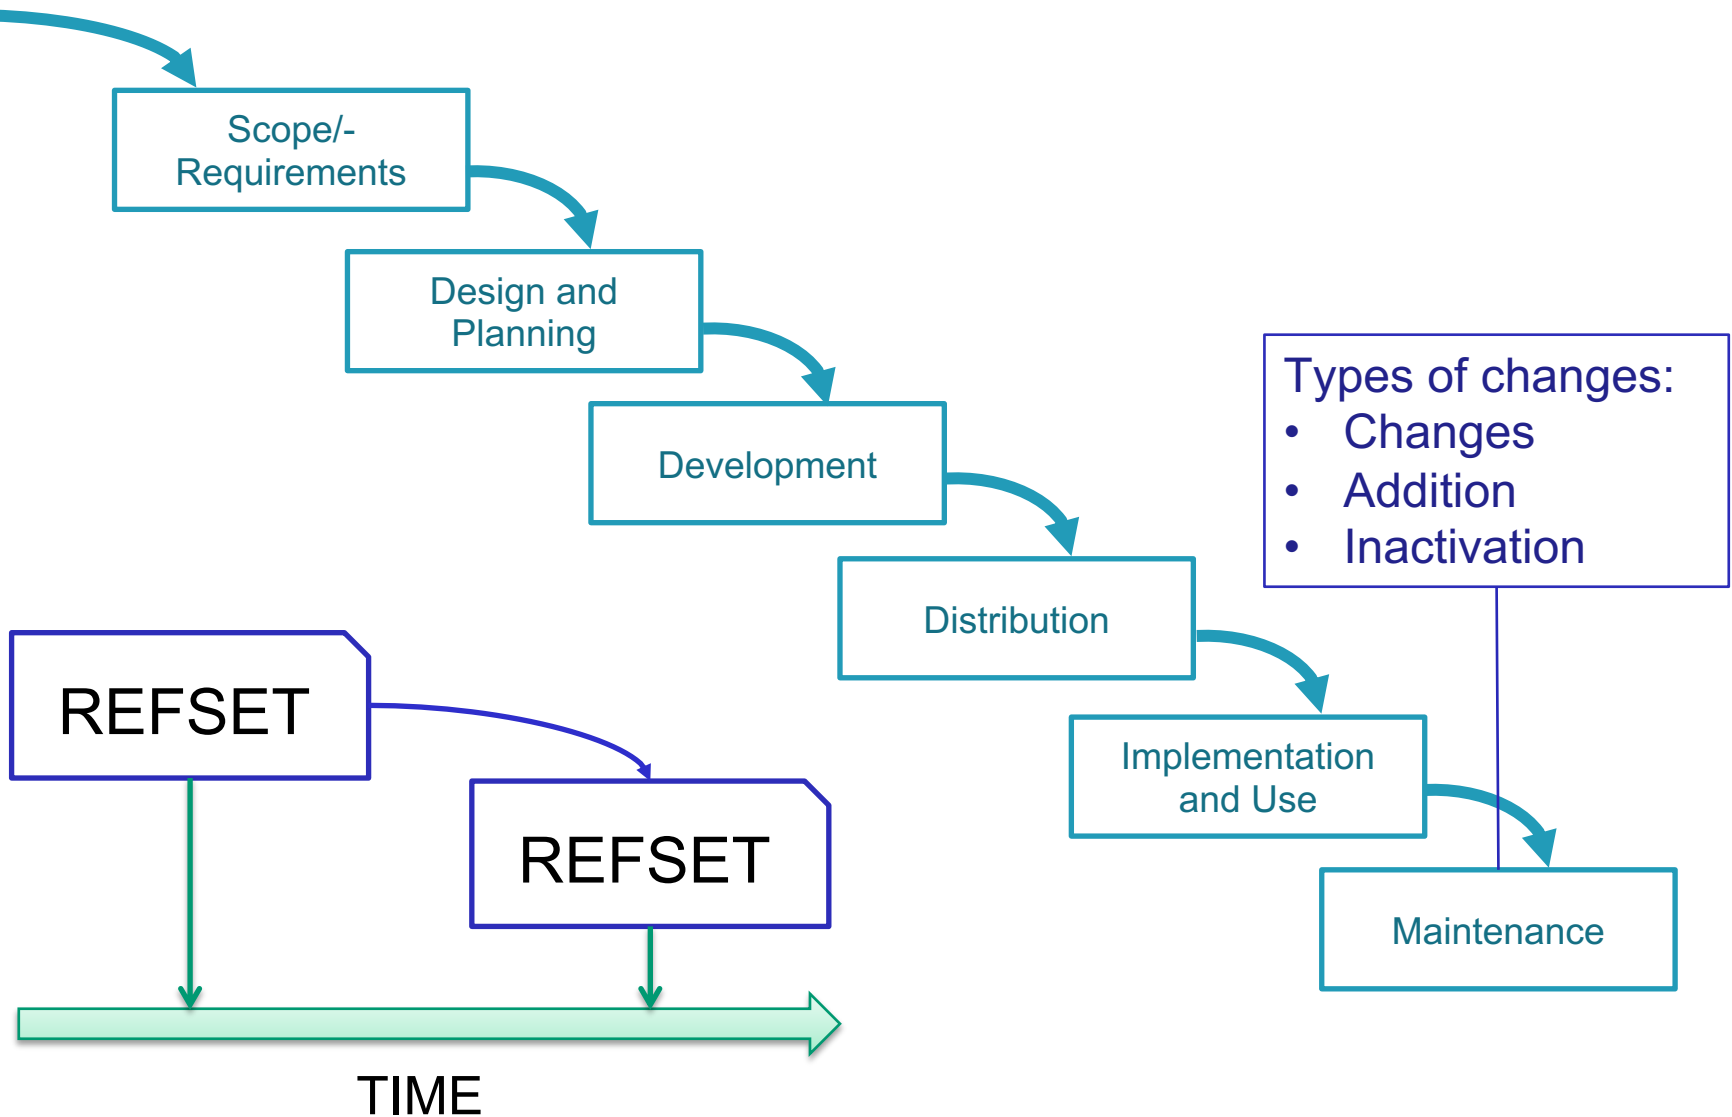 Scope/-
Requirements
Design and
Planning
Development
Distribution
Implementation
and Use
Maintenance
Types of changes:
• Changes
• Addition
• Inactivation
REFSET
REFSET
TIME